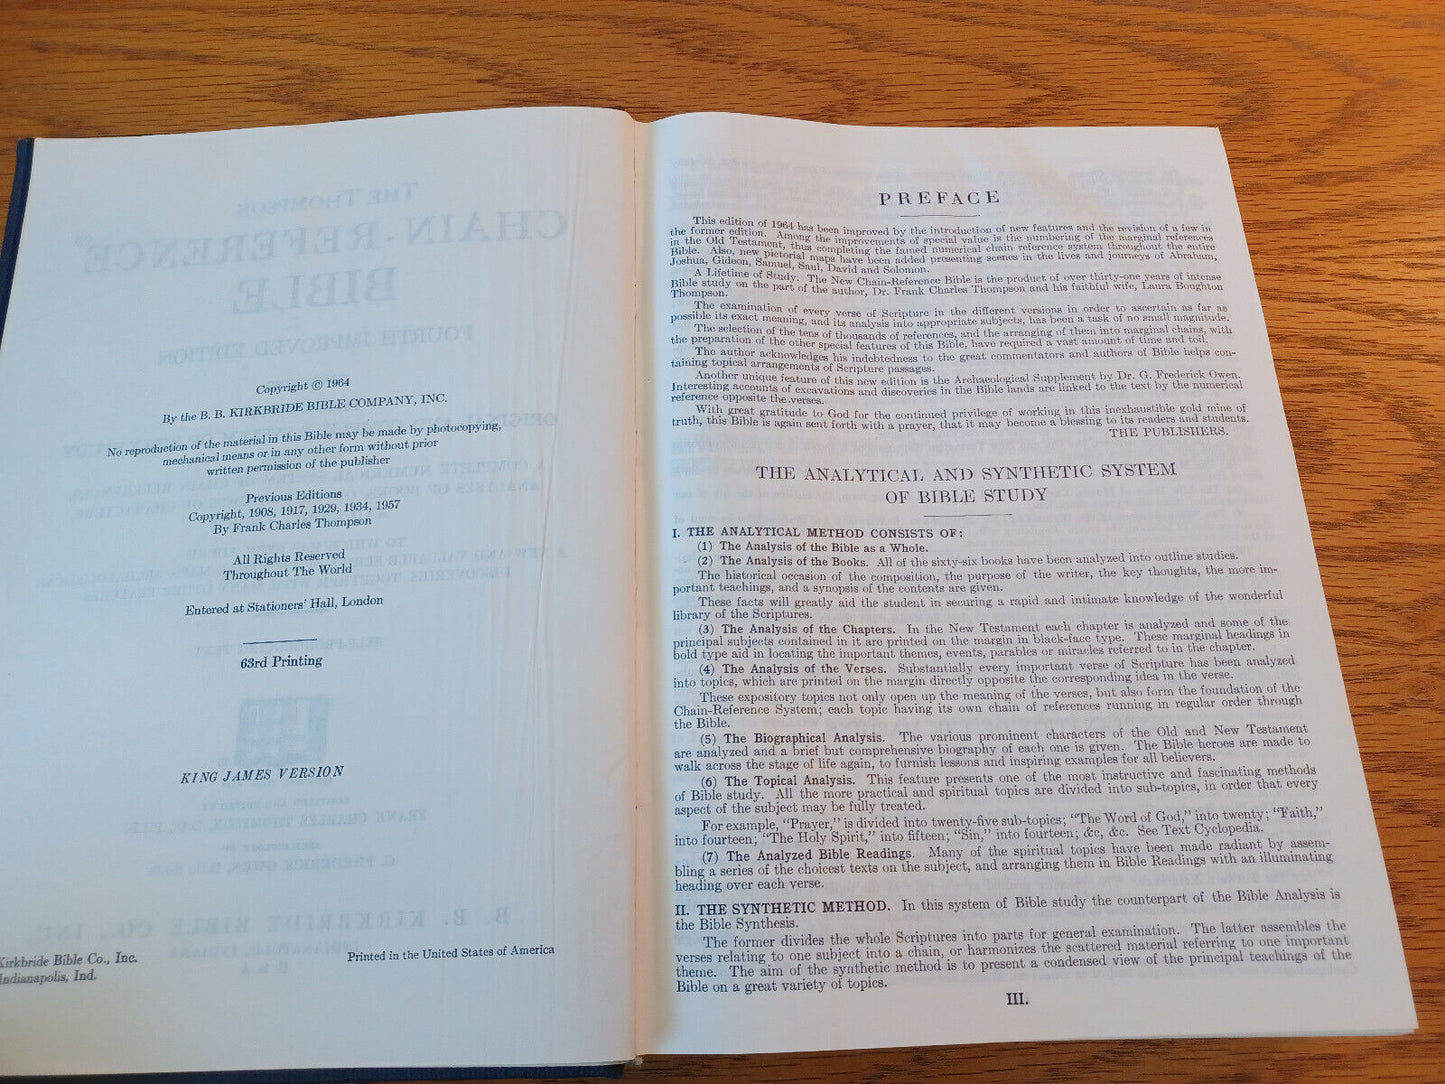 Copyright © 1964
By the B. B. KIRKBRIDE BIBLE COMPANY, INC.
No reproduction of the material in this Bible may be made by photocopying,
mechanical means or in any other form without prior
written permission of the publisher
Previous Editions
Copyright, 1908, 1917, 1929, 1934, 1957
By Frank Charles Thompson
All Rights Reserved
Throughout The World
Entered at Stationers' Hall, London
63rd Printing
KING JAMES VERSION
Kirkbride Bible Co., Inc.
Indianapolis, Ind.
Printed in the United States of America
PREFACE
This edition of 1964 has been improved by the introduction of new features and the revision of a few in
the former edition. Among the improvements of special value is the numbering of the marginal references
in the Old Testament, thus completing the famed numerical chain reference system throughout the entire
Bible. Also, new pictorial maps have been added presenting scenes in the lives and journeys of Abraham,
Joshua, Gideon, Samuel, Saul, David and Solomon.
A Lifetime of Study. The New Chain-Reference Bible is the product of over thirty-one years of intense
Bible study on the part of the author, Dr. Frank Charles Thompson and his faithful wife, Laura Boughton
Thompson.
The examination of every verse of Scripture in the different versions in order to ascertain as far as
possible its exact meaning, and its analysis into appropriate subjects, has been a task of no small magnitude.
The selection of the tens of thousands of references, and the arranging of them into marginal chains, with
the preparation of the other special features of this Bible, have required a vast amount of time and toil.
The author acknowledges his indebtedness to the great commentators and authors of Bible helps con-
taining topical arrangements of Scripture passages.
Another unique feature of this new edition is the Archaeological Supplement by Dr. G. Frederick Owen.
Interesting accounts of excavations and discoveries in the Bible lands are linked to the text by the numerical
reference opposite the verses.
With great gratitude to God for the continued privilege of working in this inexhaustible gold mine of
truth, this Bible is again sent forth with a prayer, that it may become a blessing to its readers and students.
THE PUBLISHERS.
THE ANALYTICAL AND SYNTHETIC SYSTEM
OF BIBLE STUDY
I. THE ANALYTICAL METHOD CONSISTS OF:
(1) The Analysis of the Bible as a Whole.
(2) The Analysis of the Books. All of the sixty-six books have been analyzed into outline studies.
The historical occasion of the composition, the purpose of the writer, the key thoughts, the more im-
portant teachings, and a synopsis of the contents are given.
These facts will greatly aid the student in securing a rapid and intimate knowledge of the wonderful
library of the Scriptures.
(3) The Analysis of the Chapters. In the New Testament each chapter is analyzed and some of the
principal subjects contained in it are printed on the margin in black-face type. These marginal headings in
bold type aid in locating the important themes, events, parables or miracles referred to in the chapter.
(4) The Analysis of the Verses. Substantially every important verse of Scripture has been analyzed
into topics, which are printed on the margin directly opposite the corresponding idea in the verse.
These expository topics not only open up the meaning of the verses, but also form the foundation of the
Chain-Reference System; each topic having its own chain of references running in regular order through
the Bible.
(5) The Biographical Analysis. The various prominent characters of the Old and New Testament
are analyzed and a brief but comprehensive biography of each one is given. The Bible heroes are made to
walk across the stage of life again, to furnish lessons and inspiring examples for all believers.
(6) The Topical Analysis. This feature presents one of the most instructive and fascinating methods
of Bible study. All the more practical and spiritual topics are divided into sub-topics, in order that every
aspect of the subject may be fully treated.
For example, "Prayer," is divided into twenty-five sub-topics; "The Word of God," into twenty; "Faith,"
into fourteen; "The Holy Spirit," into fifteen; "Sin," into fourteen; &c, &c. See Text Cyclopedia.
(7) The Analyzed Bible Readings. Many of the spiritual topics have been made radiant by assem-
bling a series of the choicest texts on the subject, and arranging them in Bible Readings with an illuminating
heading over each verse.
II. THE SYNTHETIC METHOD. In this system of Bible study the counterpart of the Bible Analysis is
the Bible Synthesis.
The former divides the whole Scriptures into parts for general examination. The latter assembles the
verses relating to one subject into a chain, or harmonizes the scattered material referring to one important
theme. The aim of the synthetic method is to present a condensed view of the principal teachings of the
Bible on a great variety of topics.
III.